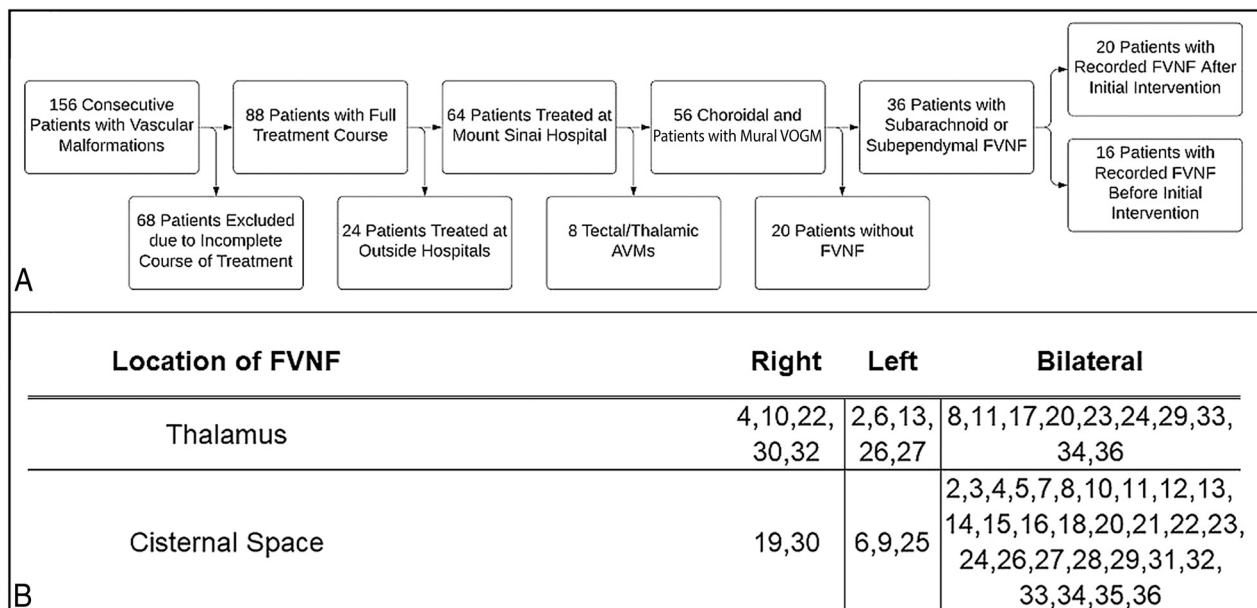 156 Consecutive
Patients with Vascular
Malformations
88 Patients with Full
Treatment Course
64 Patients Treated at
Mount Sinai Hospital
56 Choroidal and
Patients with Mural VOGM
36 Patients with
Subarachnoid or
Subependymal FVNF
20 Patients with
Recorded FVNF After
Initial Intervention
16 Patients with
Recorded FVNF
Before Initial
Intervention
68 Patients Excluded
due to Incomplete
Course of Treatment
24 Patients Treated at
Outside Hospitals
8 Tectal/Thalamic
AVMs
20 Patients without
FVNF
A
Location of FVNF Right Left Bilateral
Thalamus
4,10,22,
30,32
2,6,13,
26,27
8,11,17,20,23,24,29,33,
34,36
Cisternal Space
19,30
6,9,25
2,3,4,5,7,8,10,11,12,13,
14,15,16,18,20,21,22,23,
24,26,27,28,29,31,32,
33,34,35,36
B